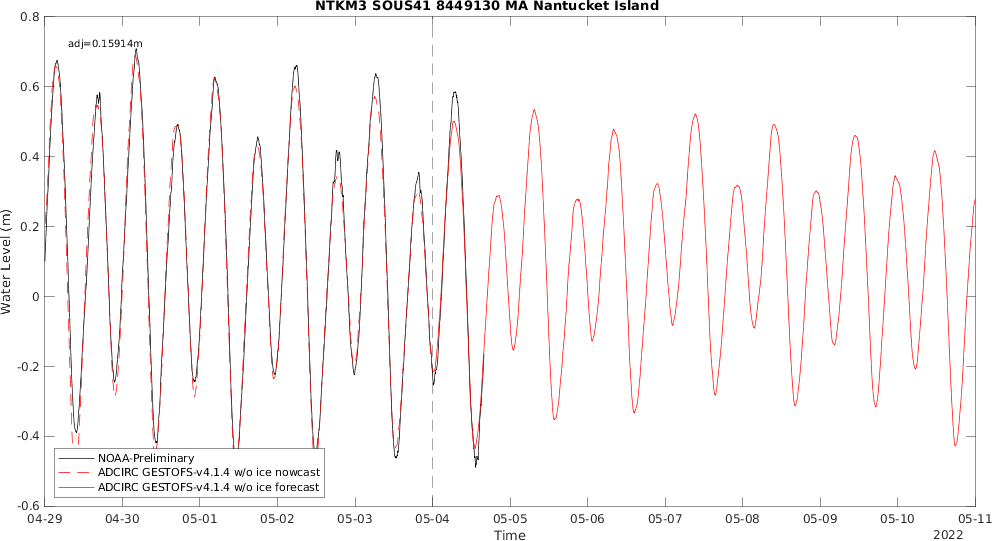 NTKM3 SOUS41 8449130 MA Nantucket Island
adj=0.15914m
Water Level (m)
0.8
0.6
0.4
0.2
0
-0.2
-0.4
-0.6
NOAA-Preliminary
ADCIRC GESTOFS-v4.1.4 w/o ice nowcast
ADCIRC GESTOFS-v4.1.4 w/o ice forecast
04-29 04-30 05-01 05-02 05-03 05-04 05-05 05-06 05-07 05-08 05-09 05-10 05-11
Time
2022